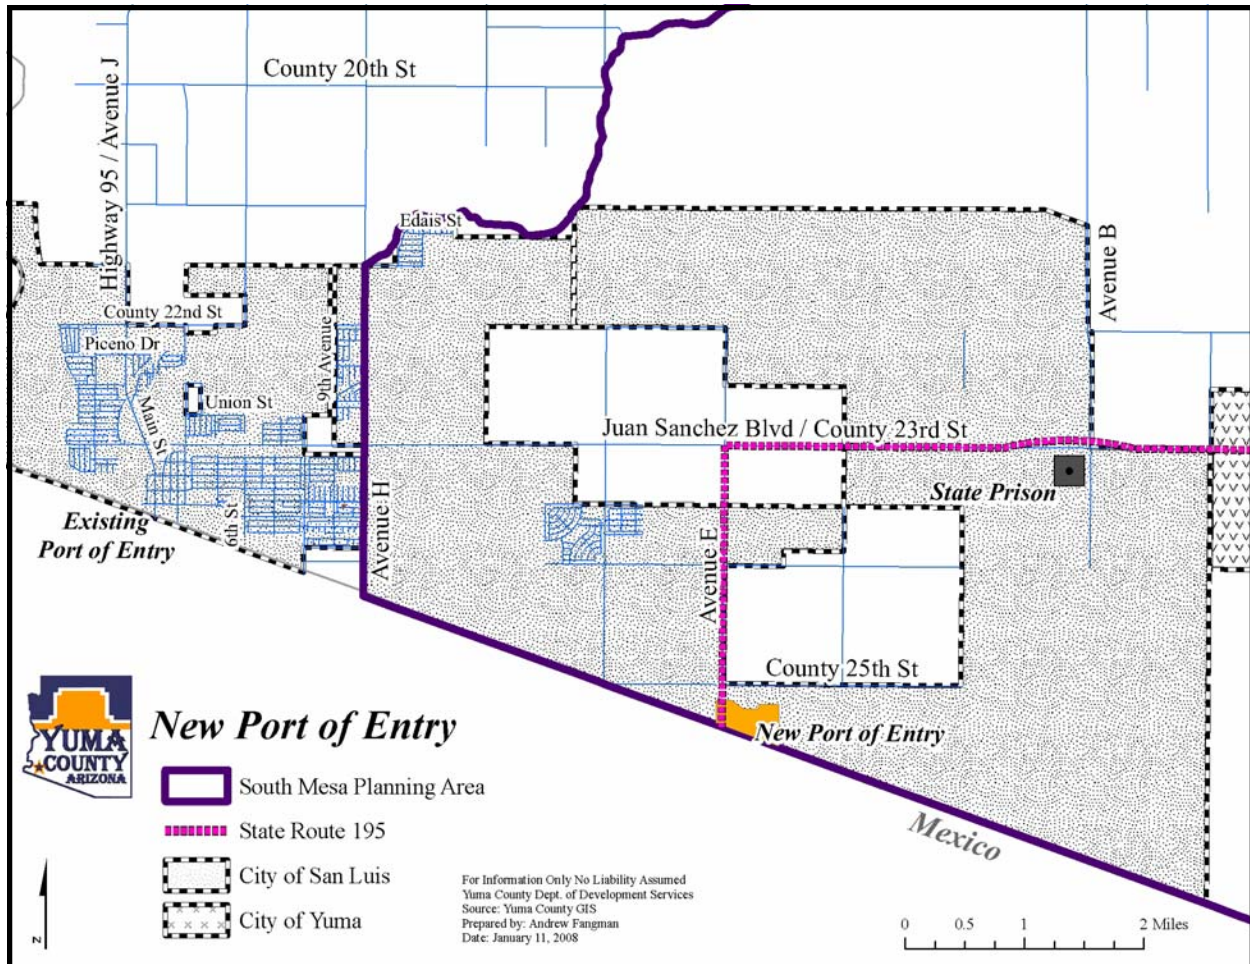 County 20th St
Highway 95 / Avenue J
Edais St
Avenue B
County 22nd St
Piceno Dr
9th Avenue
Union St
Main St
Juan Sanchez Blvd / County 23rd St
State Prison
Existing
Port of Entry
6th St
Avenue H
Avenue E
County 25th St
New Port of Entry
Mexico
YUMA
COUNTY
ARIZONA
New Port of Entry
South Mesa Planning Area
State Route 195
City of San Luis
City of Yuma
For Information Only No Liability Assumed
Yuma County Dept. of Development Services
Source: Yuma County GIS
Prepared by: Andrew Fangman
Date: January 11, 2008
0 0.5 1 2 Miles
N